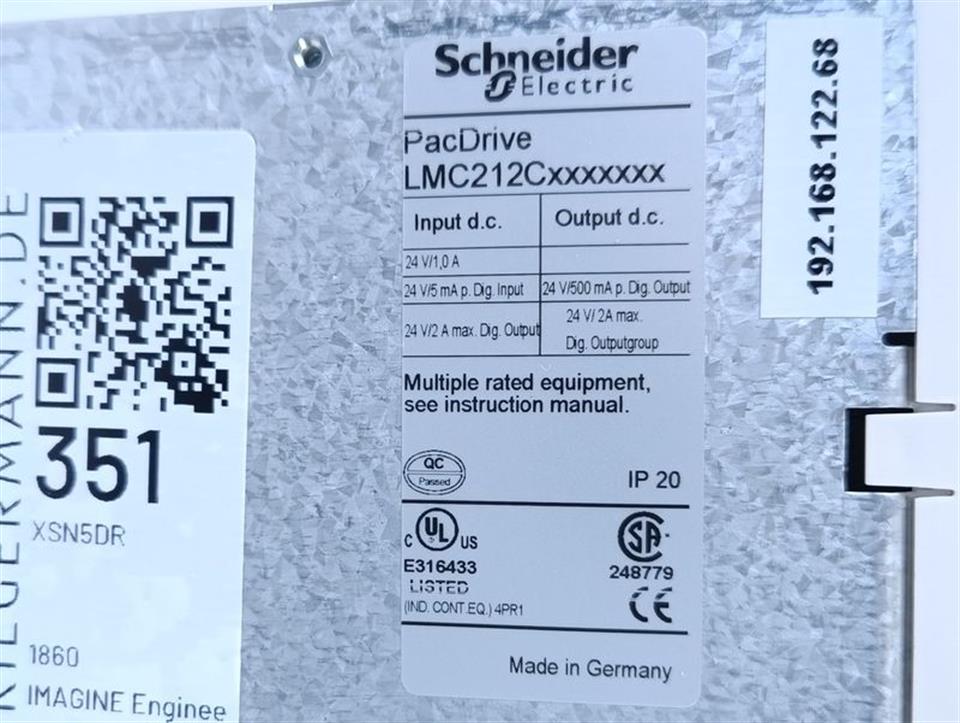 Schneider
Electric
PacDrive
LMC212Cxxxxxxx
Input d.c. Output d.c.
24 V/1,0 A
24 V/5 mA p. Dig. Input 24 V/500 mA p. Dig. Output
24 V/2 A max. Dig. Output 24 V/ 2A max.
Dig. Outputgroup
Multiple rated equipment,
see instruction manual.
QC
Passed
IP 20
C UL US
E316433
LISTED
(IND. CONT.EQ.) 4PR1
SA
248779
CE
Made in Germany
192.168.122.68
351
XSN5DR
1860
IMAGINE Enginee
KRIEGERMANN.DE